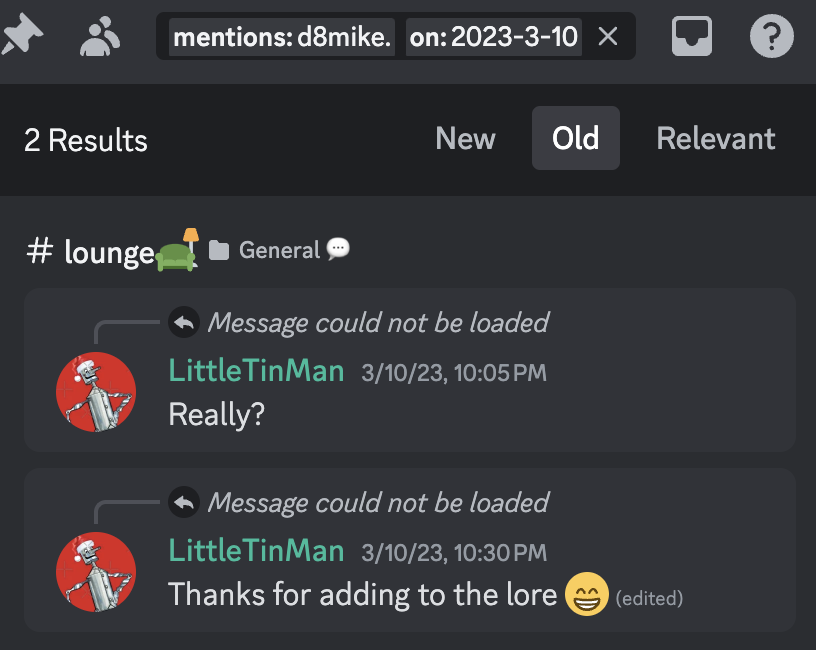 mentions: d8mike. on: 2023-3-10
2 Results New Old Relevant
# lounge General
Message could not be loaded
LittleTinMan 3/10/23, 10:05 PM
Really?
Message could not be loaded
LittleTinMan 3/10/23, 10:30 PM
Thanks for adding to the lore 😄 (edited)